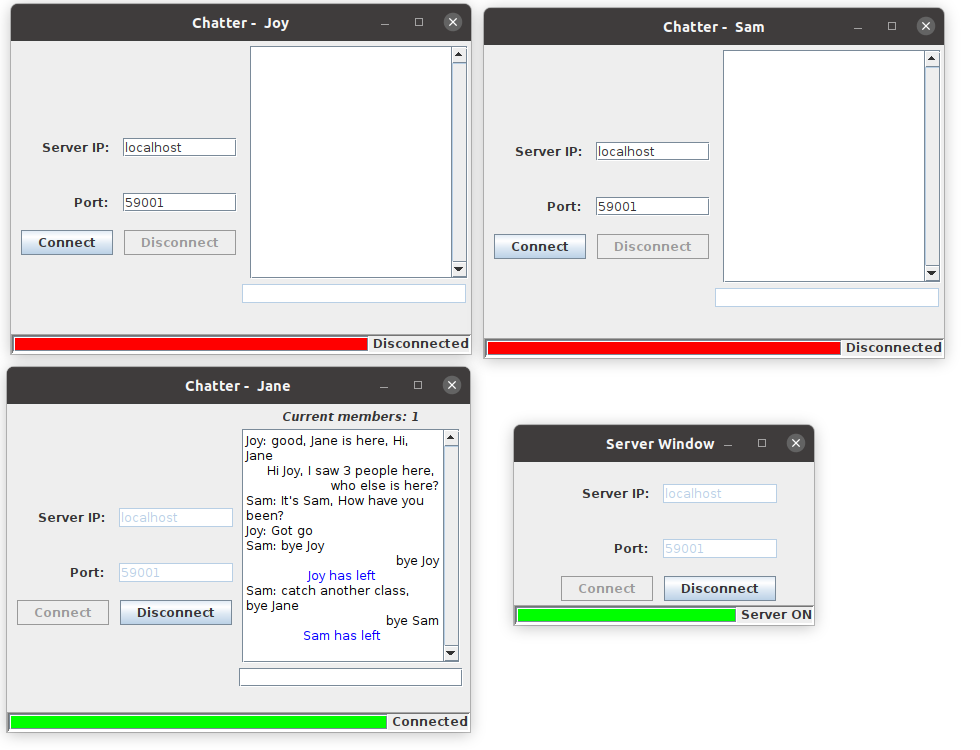 Chatter - Joy
Server IP: localhost
Port: 59001
Connect Disconnect
Disconnected
Chatter - Sam
Server IP: localhost
Port: 59001
Connect Disconnect
Disconnected
Chatter - Jane
Current members: 1
Server IP: localhost
Port: 59001
Connect Disconnect
Joy: good, Jane is here, Hi,
Jane
Hi Joy, I saw 3 people here,
who else is here?
Sam: It's Sam, How have you
been?
Joy: Got go
Sam: bye Joy
bye Joy
Joy has left
Sam: catch another class,
bye Jane
bye Sam
Sam has left
Connected
Server Window
Server IP: localhost
Port: 59001
Connect Disconnect
Server ON